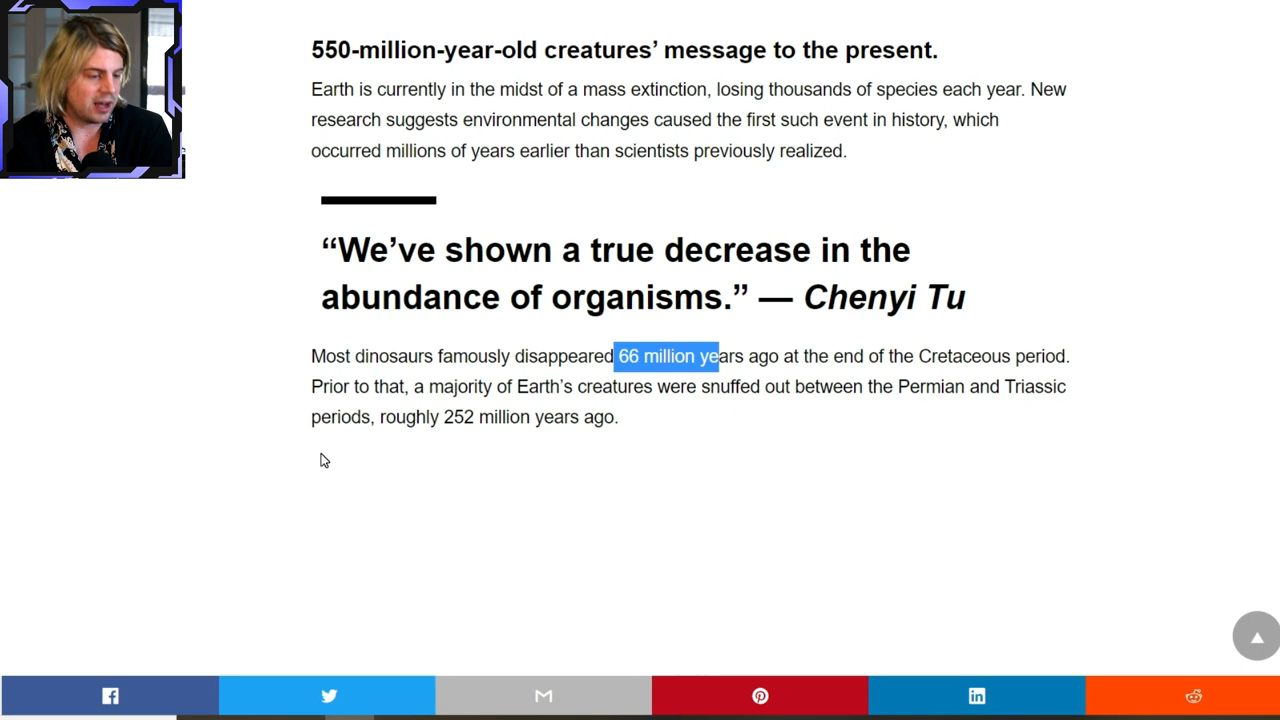 550-million-year-old creatures’ message to the present.
Earth is currently in the midst of a mass extinction, losing thousands of species each year. New
research suggests environmental changes caused the first such event in history, which
occurred millions of years earlier than scientists previously realized.
“We’ve shown a true decrease in the
abundance of organisms.” — Chenyi Tu
Most dinosaurs famously disappeared 66 million years ago at the end of the Cretaceous period.
Prior to that, a majority of Earth’s creatures were snuffed out between the Permian and Triassic
periods, roughly 252 million years ago.